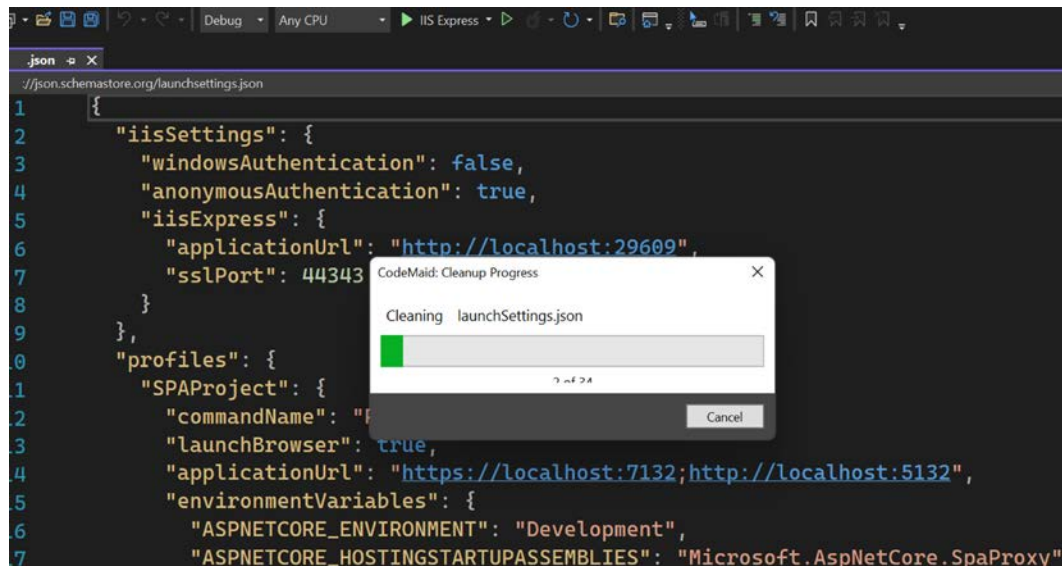 Debug Any CPU IIS Express
.json
://json.schemastore.org/launchsettings.json
1 {
2 "iisSettings": {
3 "windowsAuthentication": false,
4 "anonymousAuthentication": true,
5 "iisExpress": {
6 "applicationUrl": "http://localhost:29609",
7 "sslPort": 44343
8 }
9 },
0 "profiles": {
1 "SPAProject": {
2 "commandName": "P
3 "launchBrowser": true,
4 "applicationUrl": "https://localhost:7132;http://localhost:5132",
5 "environmentVariables": {
6 "ASPNETCORE_ENVIRONMENT": "Development",
7 "ASPNETCORE_HOSTINGSTARTUPASSEMBLIES": "Microsoft.AspNetCore.SpaProxy"
CodeMaid: Cleanup Progress
Cleaning launchSettings.json
2 of 34
Cancel